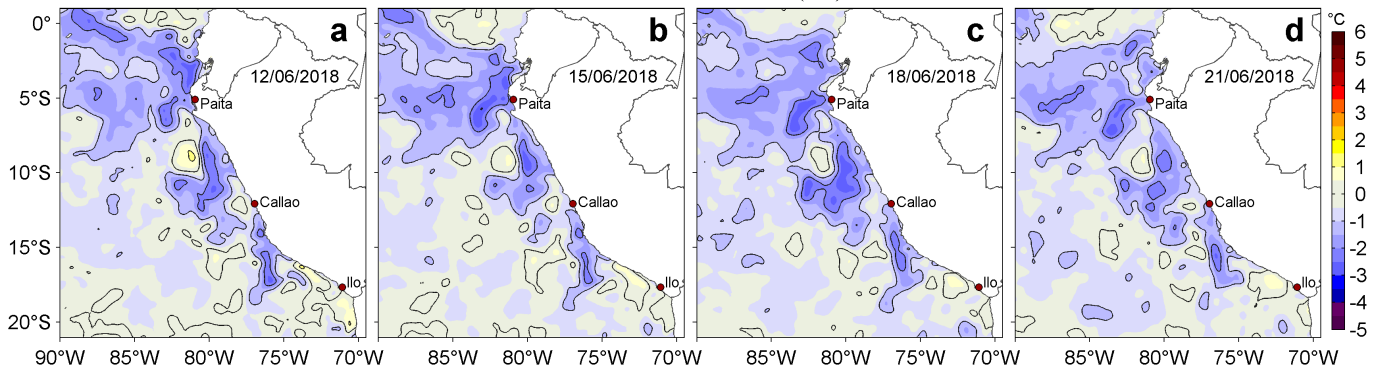 a b c d
°C
12/06/2018 15/06/2018 18/06/2018 21/06/2018
0°
5°S
10°S
15°S
20°S
Paita Paita Paita Paita
Callao Callao Callao Callao
Ilo Ilo Ilo Ilo
90°W 85°W 80°W 75°W 70°W 85°W 80°W 75°W 70°W 85°W 80°W 75°W 70°W 85°W 80°W 75°W 70°W
6
5
4
3
2
1
0
-1
-2
-3
-4
-5